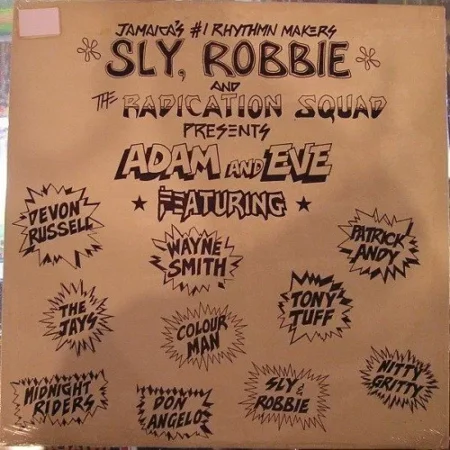 JAMAICA'S #1 RHYTHMN MAKERS
* SLY, ROBBIE *
AND
THE RADICATION SQUAD
PRESENTS
ADAM AND EVE
★ FEATURING ★
DEVON
RUSSELL
WAYNE
SMITH
PATRICK
ANDY
THE
JAYS
COLOUR
MAN
TONY
TUFF
MIDNIGHT
RIDERS
DON
ANGELO
SLY &
ROBBIE
NITTY
GRITTY